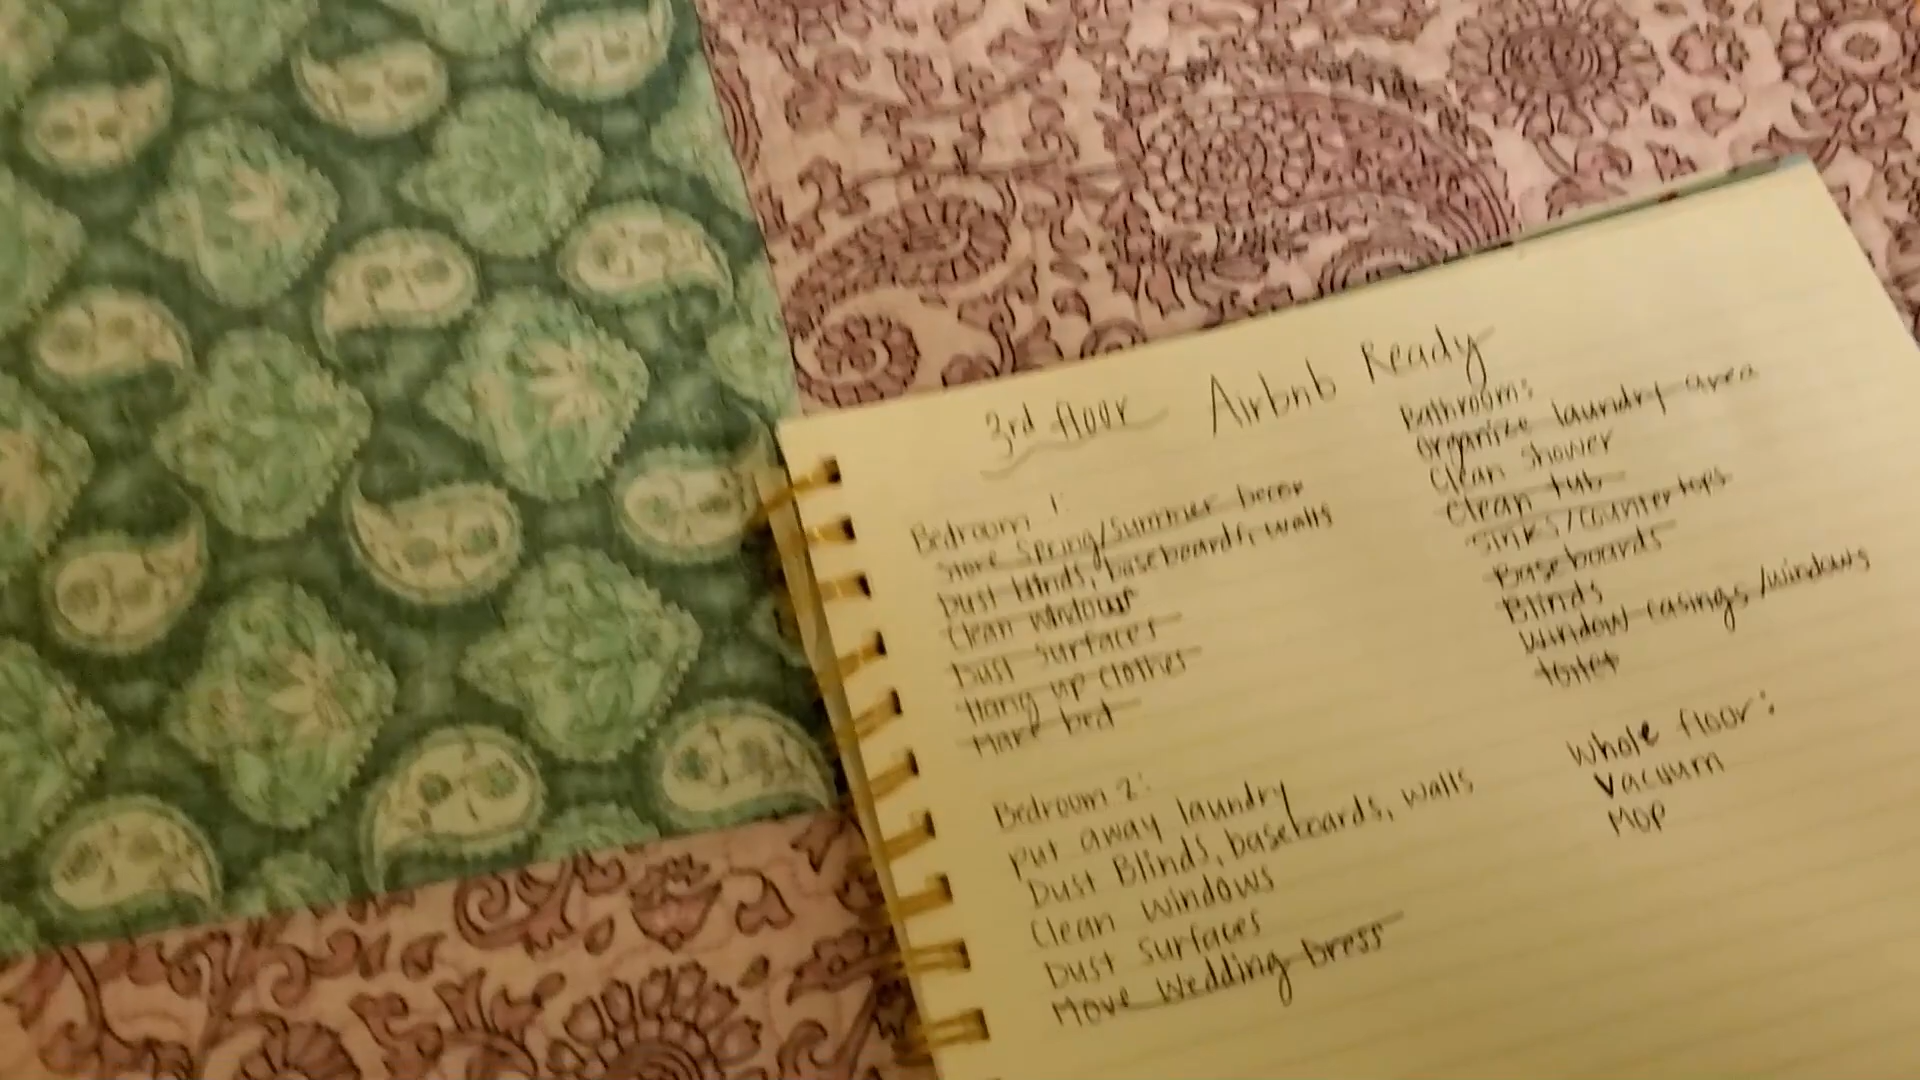 3rd floor Airbnb Ready
Bedroom 1:
Store Spring/Summer Decor
Dust blinds, baseboards, walls
Clean windows
Dust surfaces
Hang up clothes
Make bed
Bedroom 2:
Put away laundry
Dust Blinds, baseboards, walls
Clean windows
Dust surfaces
Move Wedding Dress
Bathroom:
Organize laundry area
Clean shower
Clean tub
Sinks/countertops
Baseboards
Blinds
Window casings/windows
toilet
Whole floor:
Vacuum
Mop